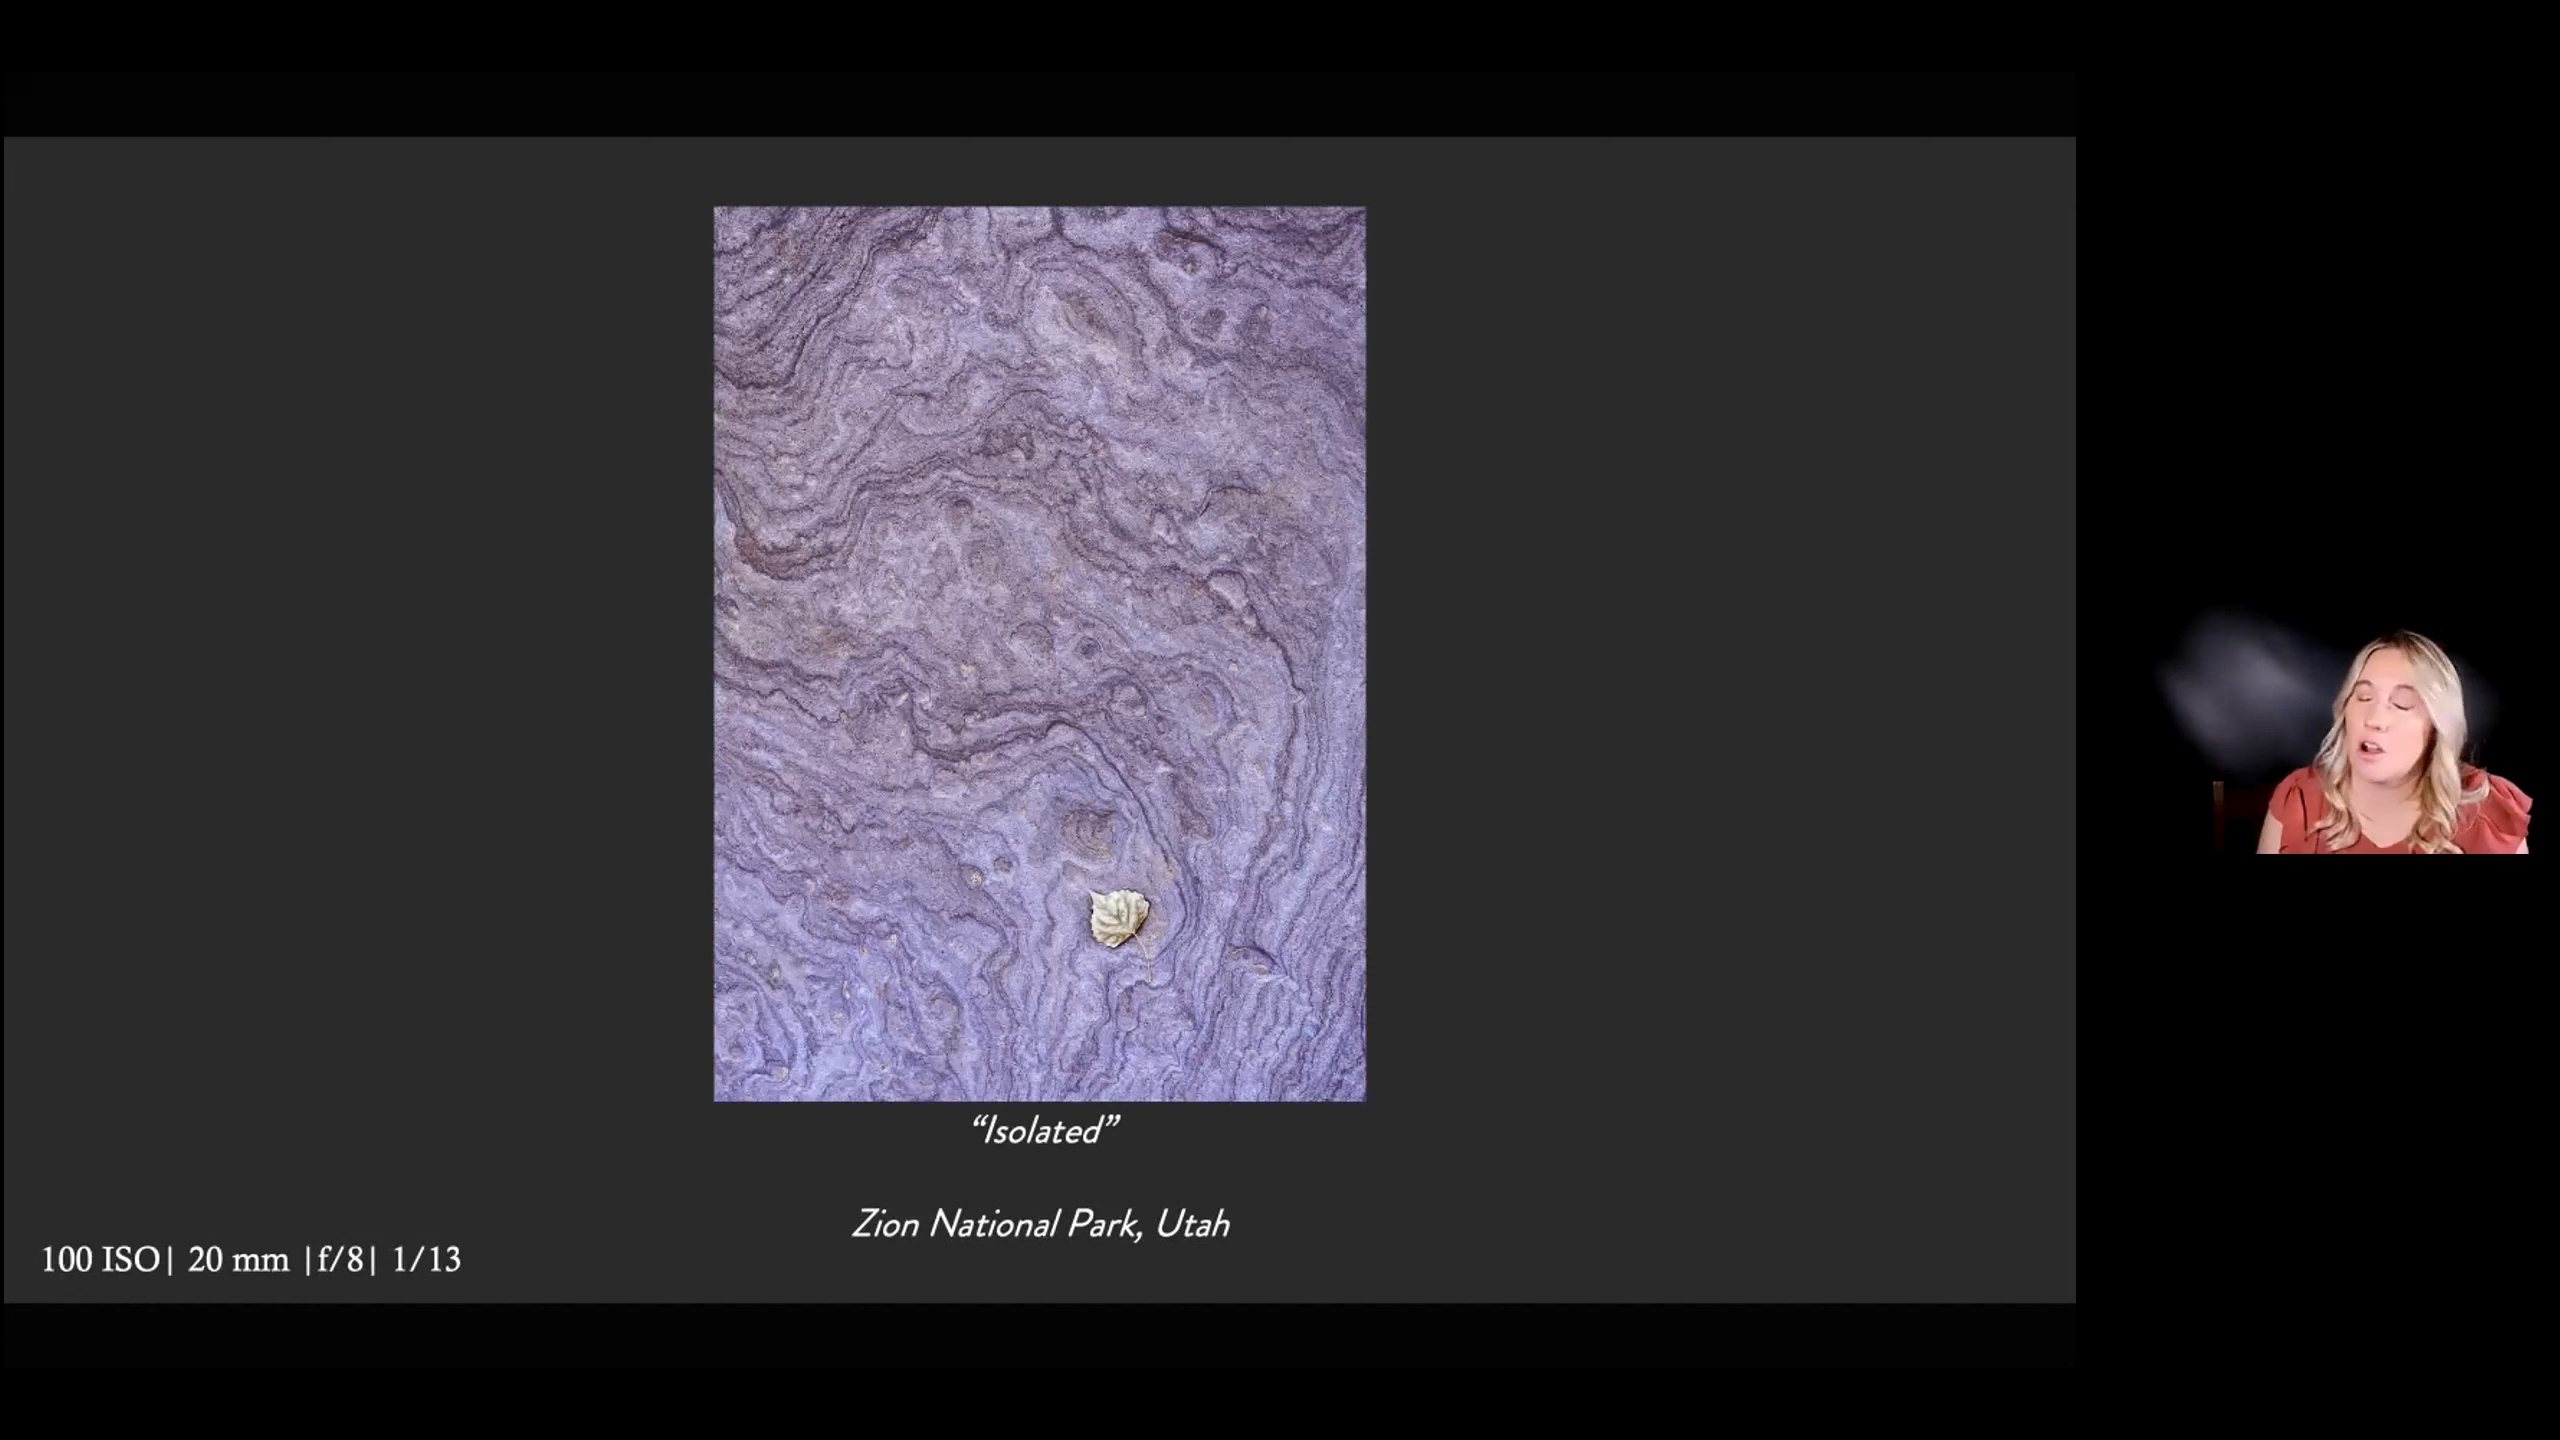 “Isolated”
Zion National Park, Utah
100 ISO| 20 mm |f/8| 1/13